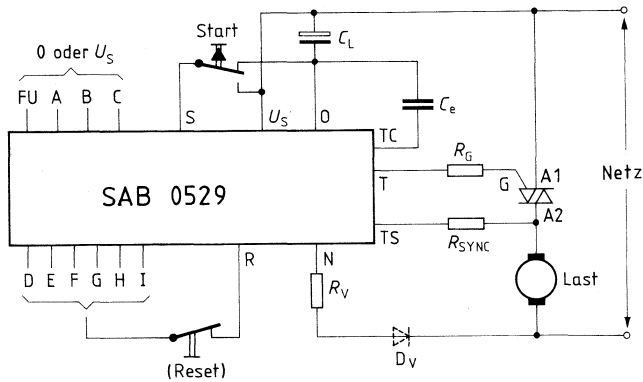 Start
0 oder U_S
C_L
FU A B C
S U_S 0
C_e
TC
R_G
T G A1
Netz
SAB 0529
A2
TS R_SYNC
D E F G H I
R N
R_V
Last
D_V
(Reset)